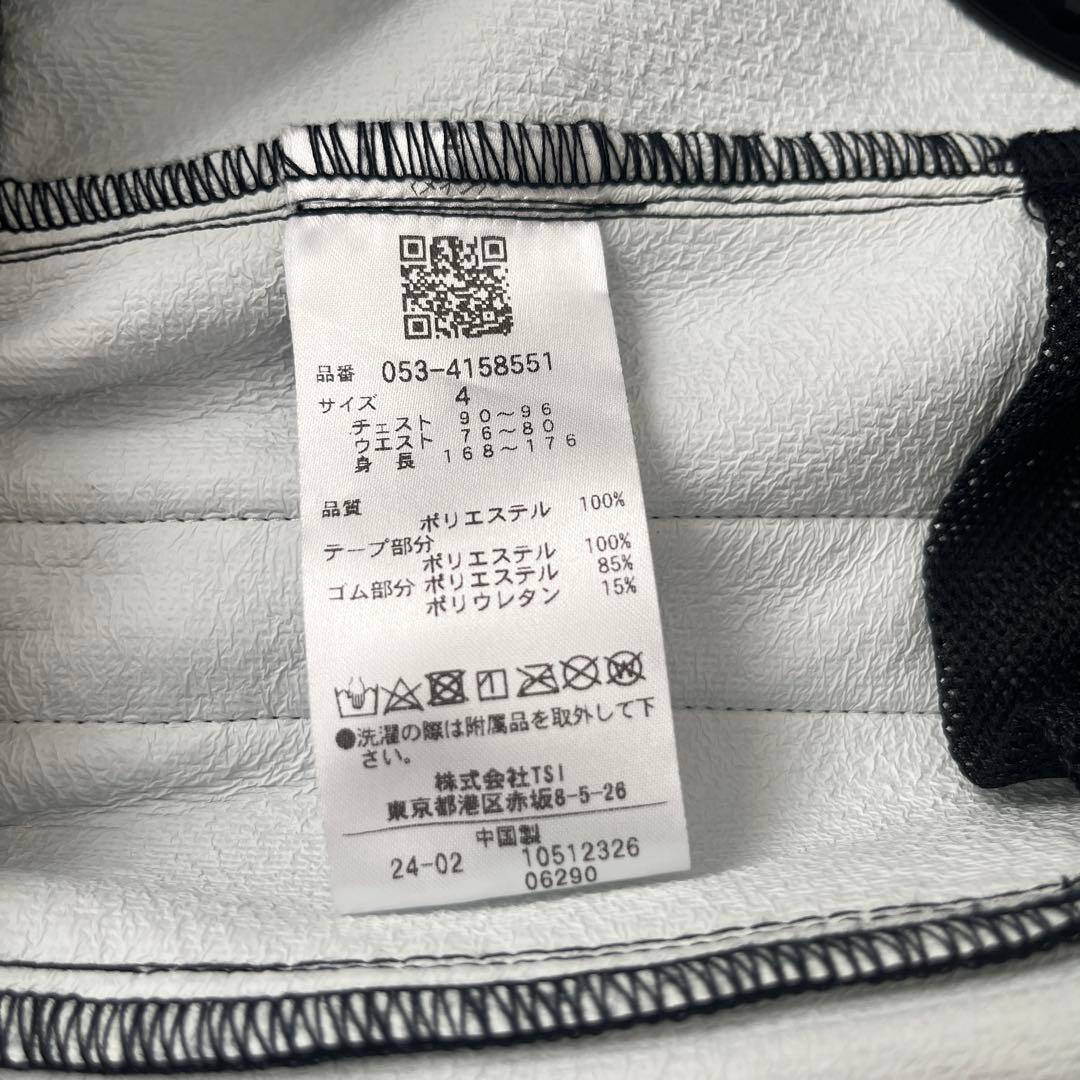 (メイン)
品番 053-4158551
サイズ 4
チェスト 90〜96
ウエスト 76〜80
身長 168〜176
品質
ポリエステル 100%
テープ部分
ポリエステル 100%
ゴム部分 ポリエステル 85%
ポリウレタン 15%
●洗濯の際は附属品を取外して下
さい。
株式会社TSI
東京都港区赤坂8-5-26
中国製
24-02 10512326
06290